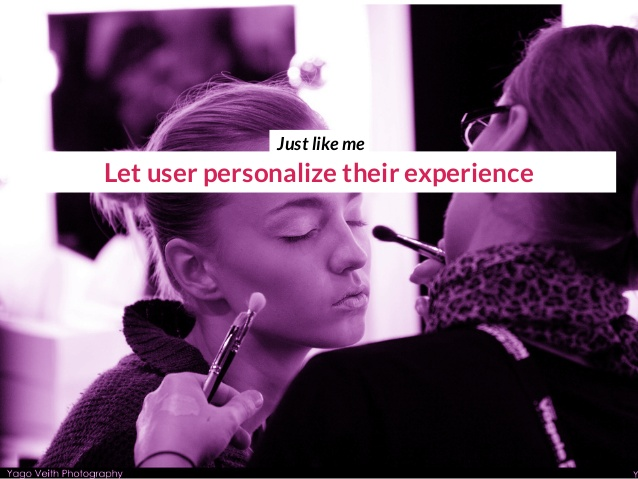 Just like me
Let user personalize their experience
Yago Veith Photography
Y